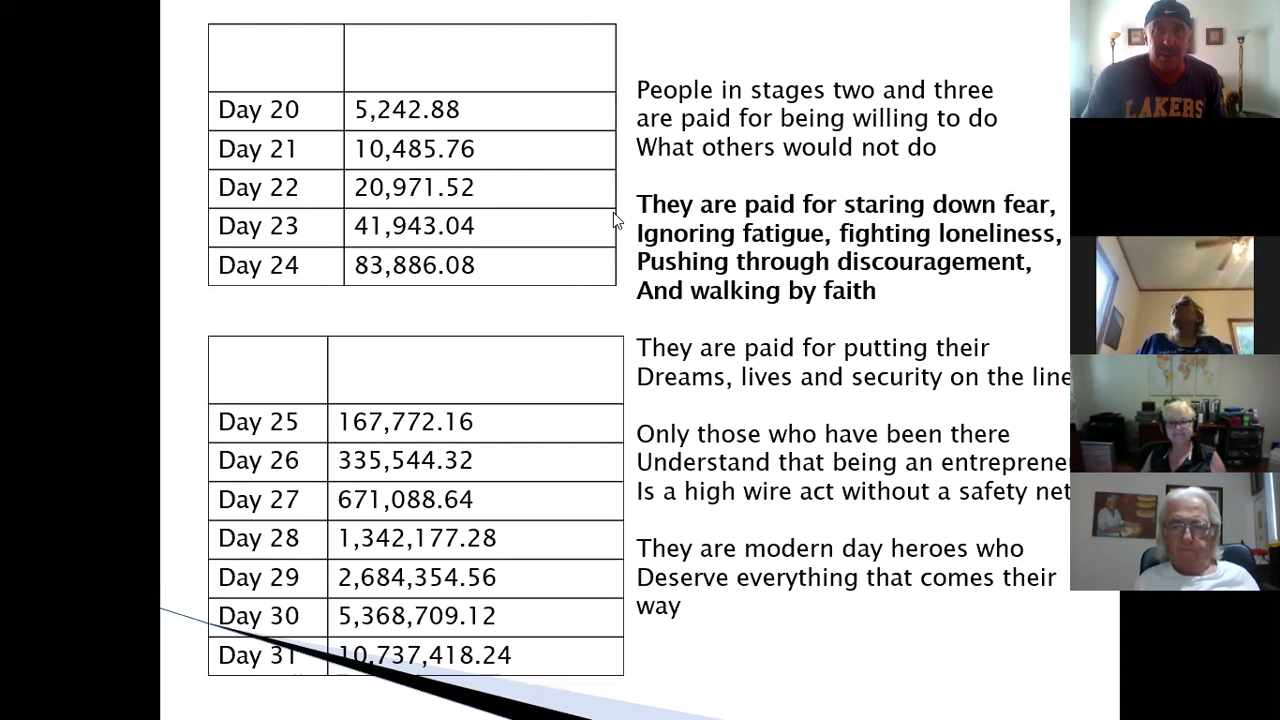 Day 20 5,242.88
Day 21 10,485.76
Day 22 20,971.52
Day 23 41,943.04
Day 24 83,886.08
Day 25 167,772.16
Day 26 335,544.32
Day 27 671,088.64
Day 28 1,342,177.28
Day 29 2,684,354.56
Day 30 5,368,709.12
Day 31 10,737,418.24
People in stages two and three
are paid for being willing to do
What others would not do
They are paid for staring down fear,
Ignoring fatigue, fighting loneliness,
Pushing through discouragement,
And walking by faith
They are paid for putting their
Dreams, lives and security on the line
Only those who have been there
Understand that being an entreprene
Is a high wire act without a safety net
They are modern day heroes who
Deserve everything that comes their
way
LAKERS